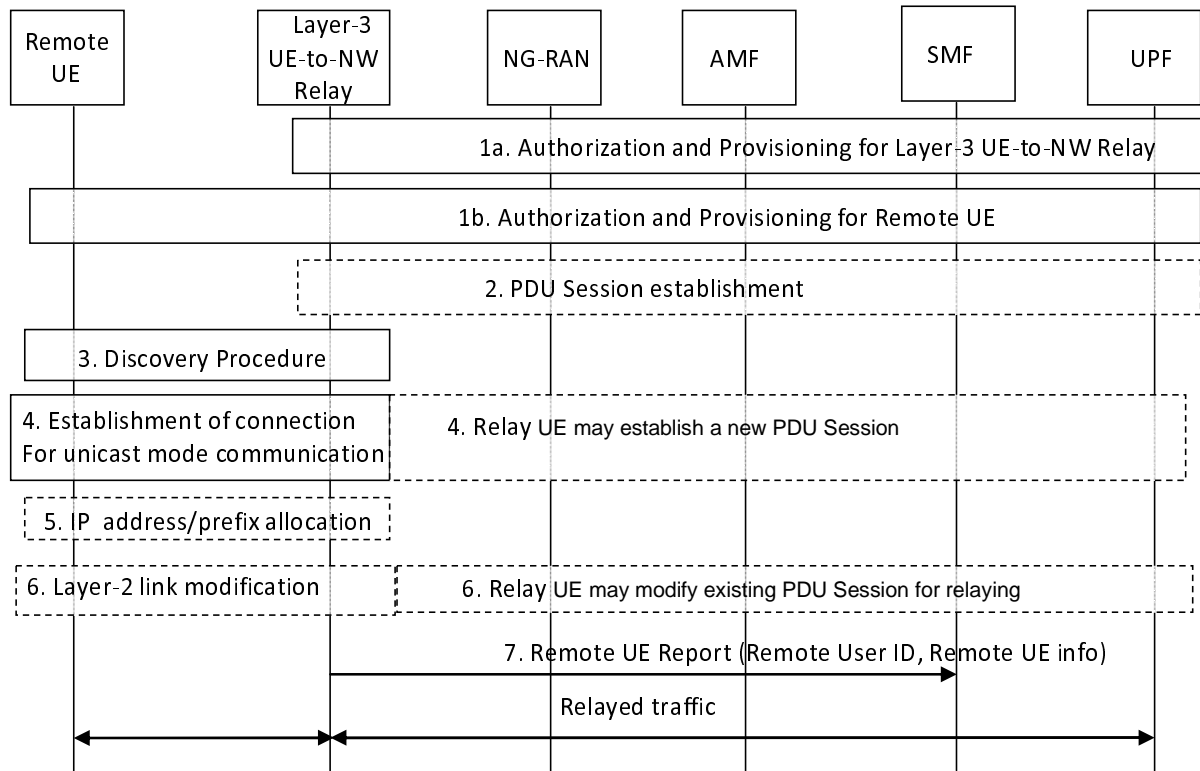 Remote
UE
Layer-3
UE-to-NW
Relay
NG-RAN
AMF
SMF
UPF
1a. Authorization and Provisioning for Layer-3 UE-to-NW Relay
1b. Authorization and Provisioning for Remote UE
2. PDU Session establishment
3. Discovery Procedure
4. Establishment of connection
For unicast mode communication
4. Relay UE may establish a new PDU Session
5. IP address/prefix allocation
6. Layer-2 link modification
6. Relay UE may modify existing PDU Session for relaying
7. Remote UE Report (Remote User ID, Remote UE info)
Relayed traffic